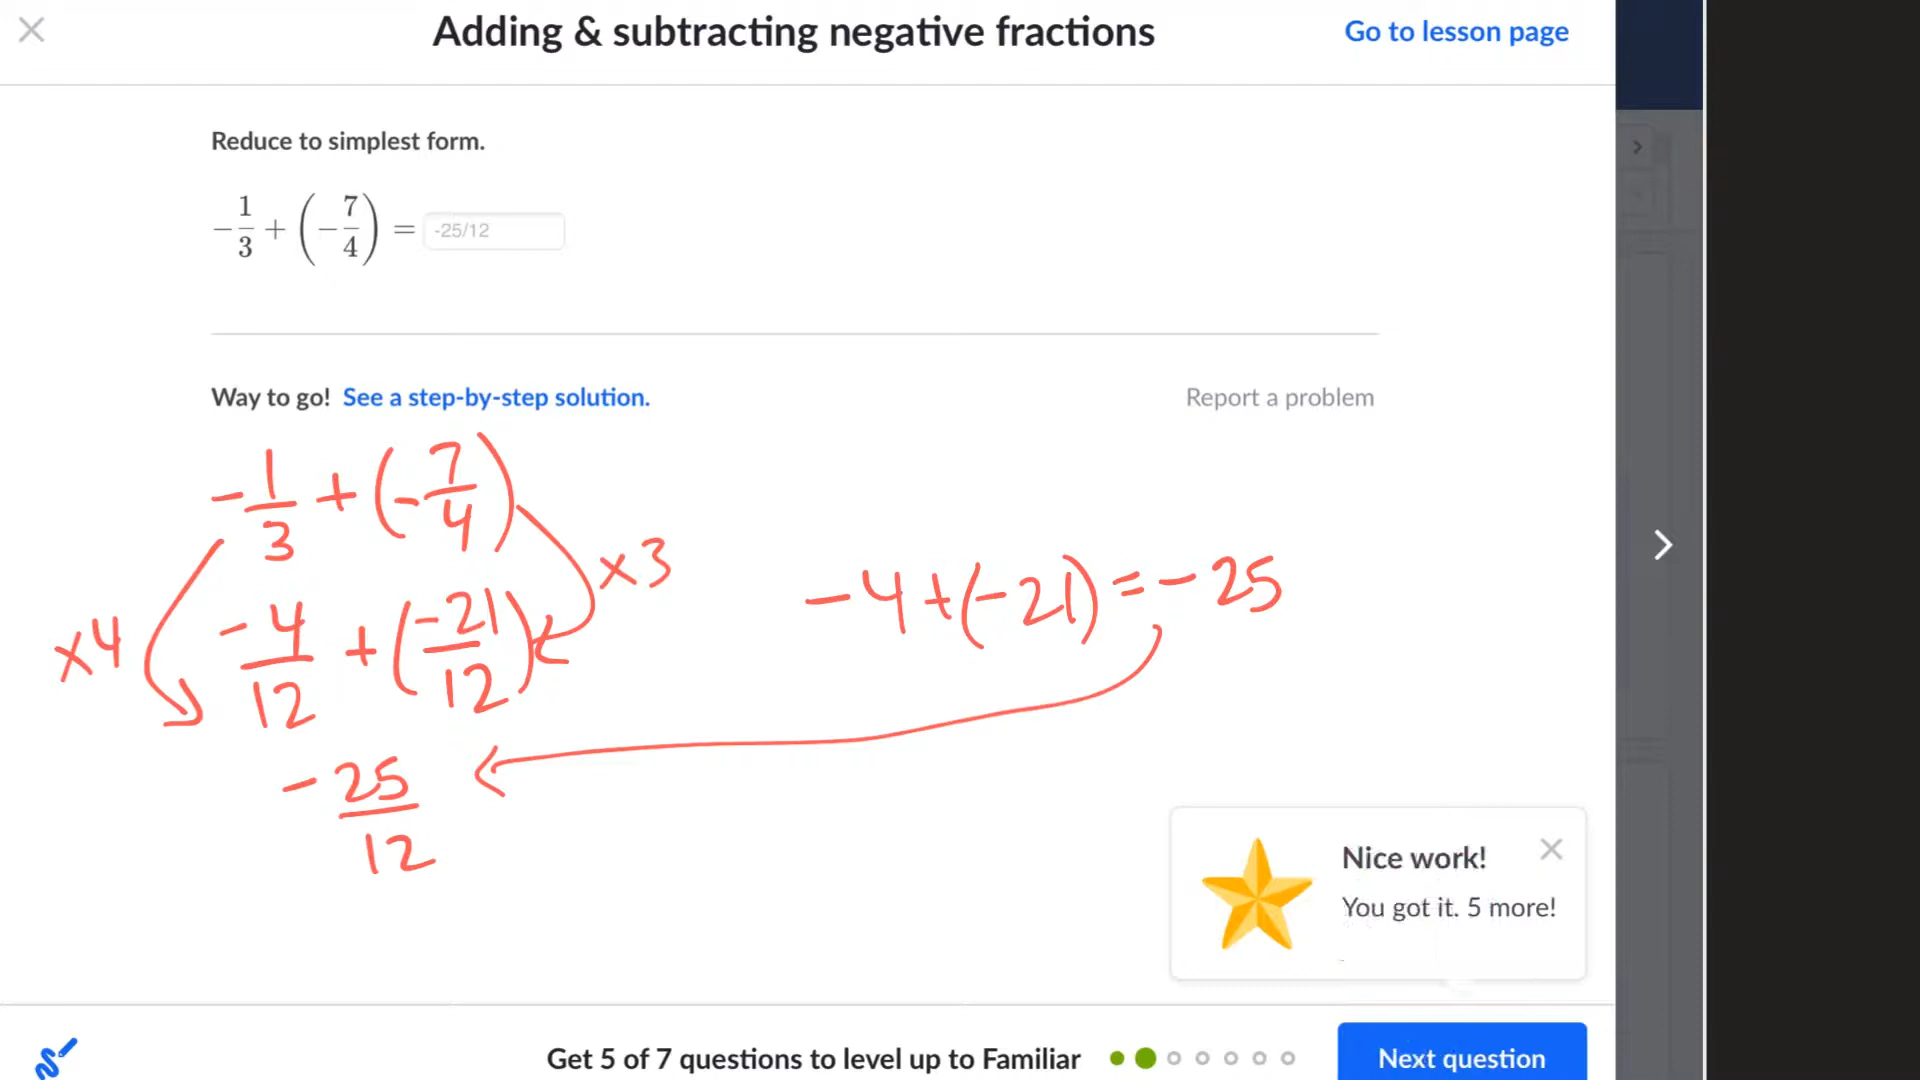 Adding & subtracting negative fractions
Go to lesson page
Reduce to simplest form.
-1/3 + (-7/4) = -25/12
Way to go! See a step-by-step solution.
Report a problem
-1/3 + (-7/4)
x3
x4
-4/12 + (-21/12)
-4+(-21)=-25
-25/12
Nice work!
You got it. 5 more!
Get 5 of 7 questions to level up to Familiar
Next question